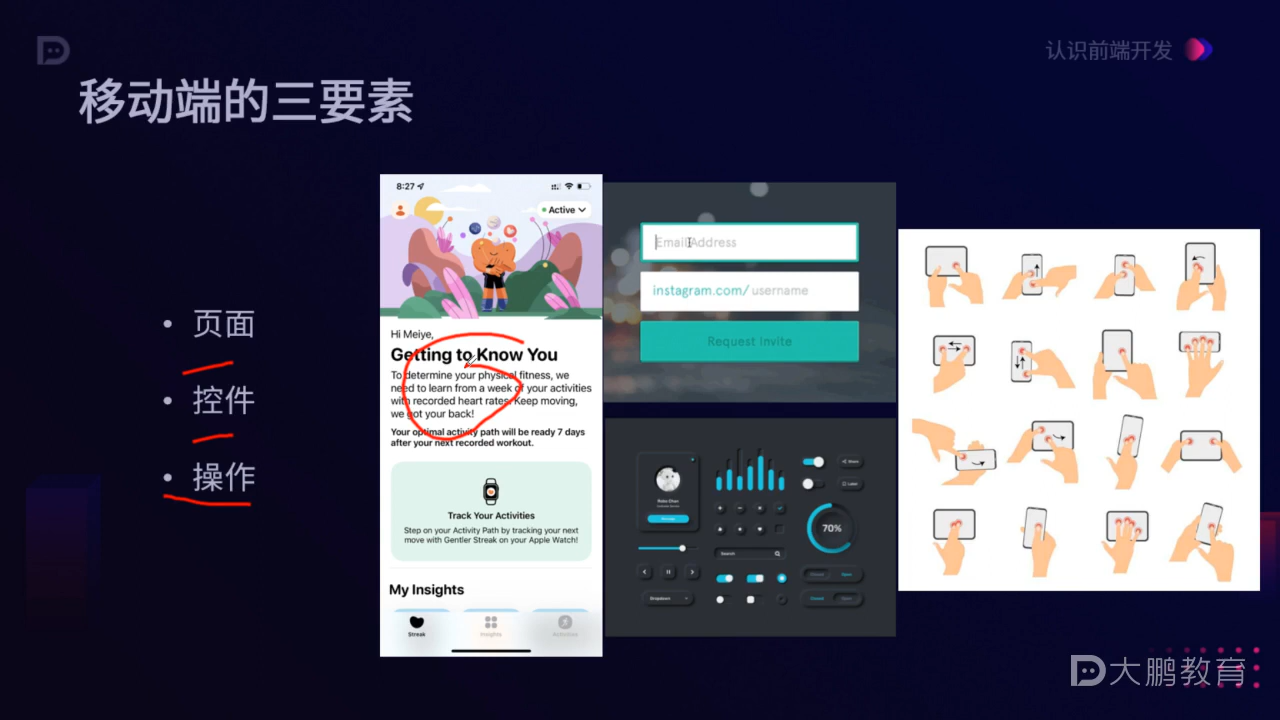 认识前端开发
移动端的三要素
页面
控件
操作
8:27
Active
Hi Meiye,
Getting to Know You
To determine your physical fitness, we
need to learn from a week of your activities
with recorded heart rates. Keep moving,
we got your back!
Your optimal activity path will be ready 7 days
after your next recorded workout.
Track Your Activities
Step on your Activity Path by tracking your next
move with Gentler Streak on your Apple Watch!
My Insights
Streak
Insights
Activities
Email Address
instagram.com/ username
Request Invite
Share
70%
Search
Dropdown
Closed
Open
大鹏教育